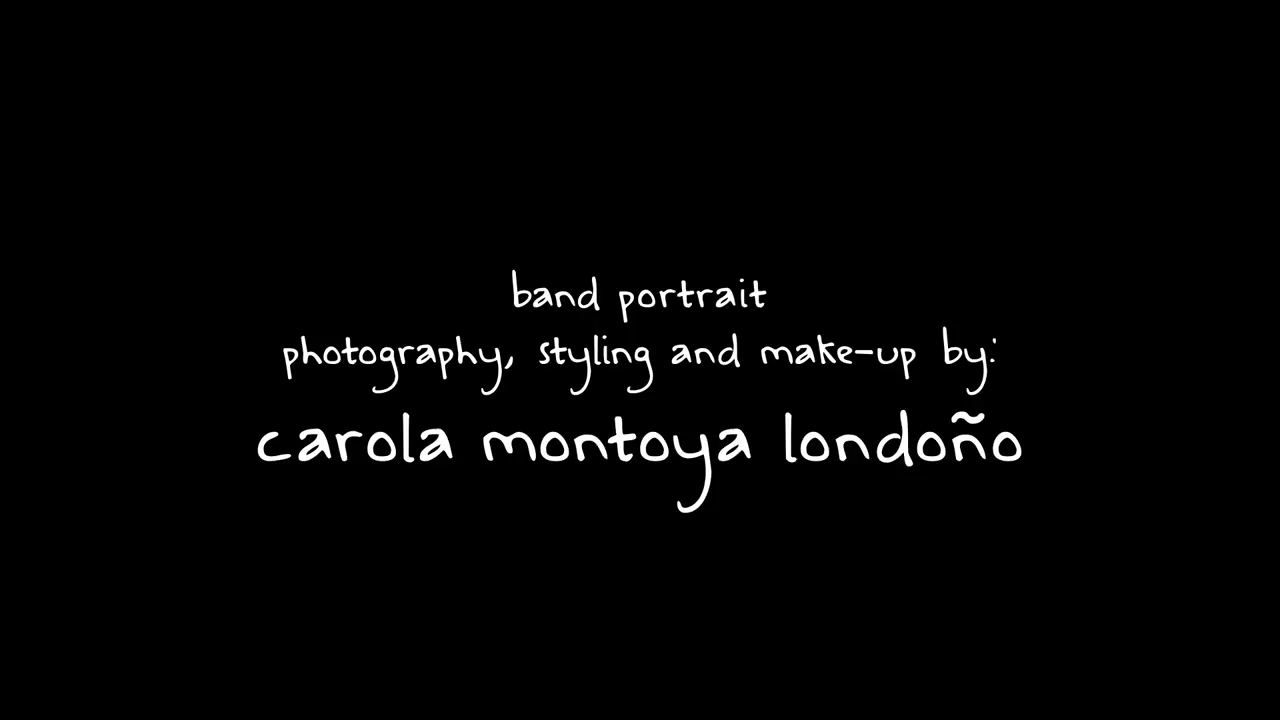 band portrait
photography, styling and make-up by:
carola montoya londoño